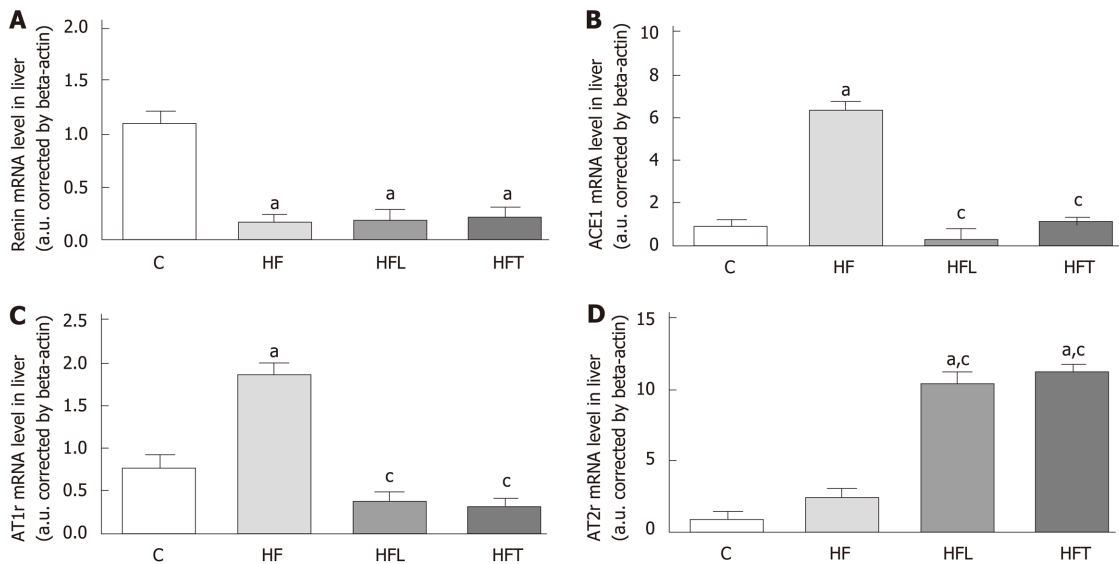 A
Renin mRNA level in liver
(a.u. corrected by beta-actin)
2.0
1.5
1.0
0.5
0.0
a
a
a
C
HF
HFL
HFT
B
ACE1 mRNA level in liver
(a.u. corrected by beta-actin)
10
8
6
4
2
0
a
c
c
C
HF
HFL
HFT
C
AT1r mRNA level in liver
(a.u. corrected by beta-actin)
2.5
2.0
1.5
1.0
0.5
0.0
a
c
c
C
HF
HFL
HFT
D
AT2r mRNA level in liver
(a.u. corrected by beta-actin)
15
10
5
0
a,c
a,c
C
HF
HFL
HFT